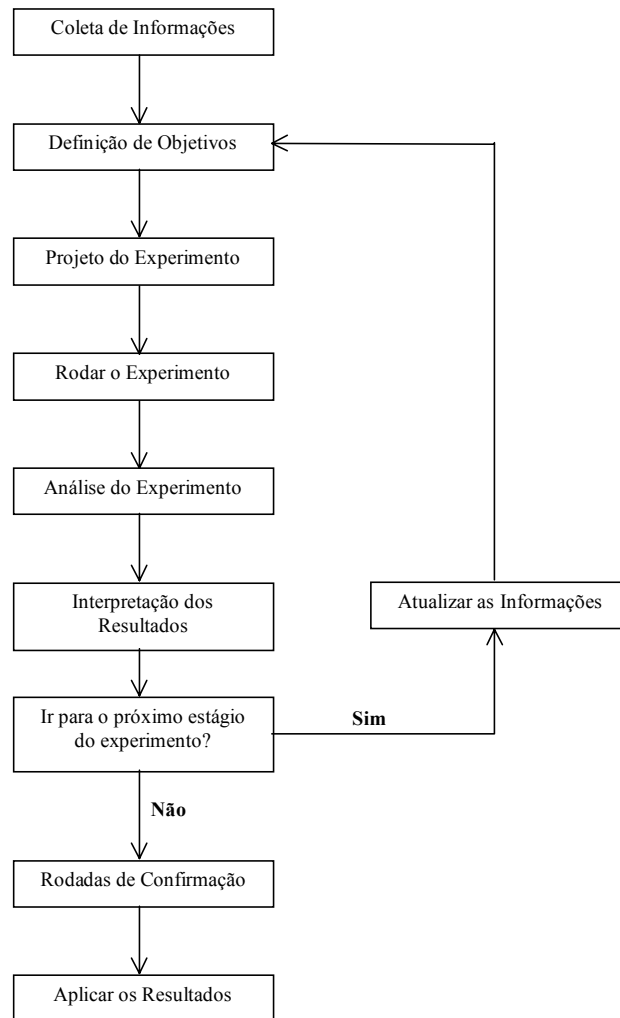 Coleta de Informações
Definição de Objetivos
Projeto do Experimento
Rodar o Experimento
Análise do Experimento
Interpretação dos
Resultados
Atualizar as Informações
Ir para o próximo estágio
do experimento?
Sim
Não
Rodadas de Confirmação
Aplicar os Resultados